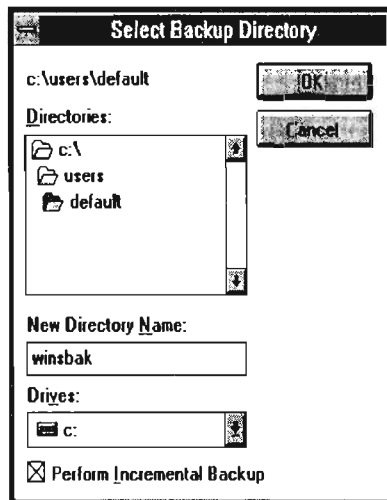 Select Backup Directory
c:\users\default
OK
Directories:
Cancel
c:\
users
default
New Directory Name:
winsbak
Drives:
c:
Perform Incremental Backup